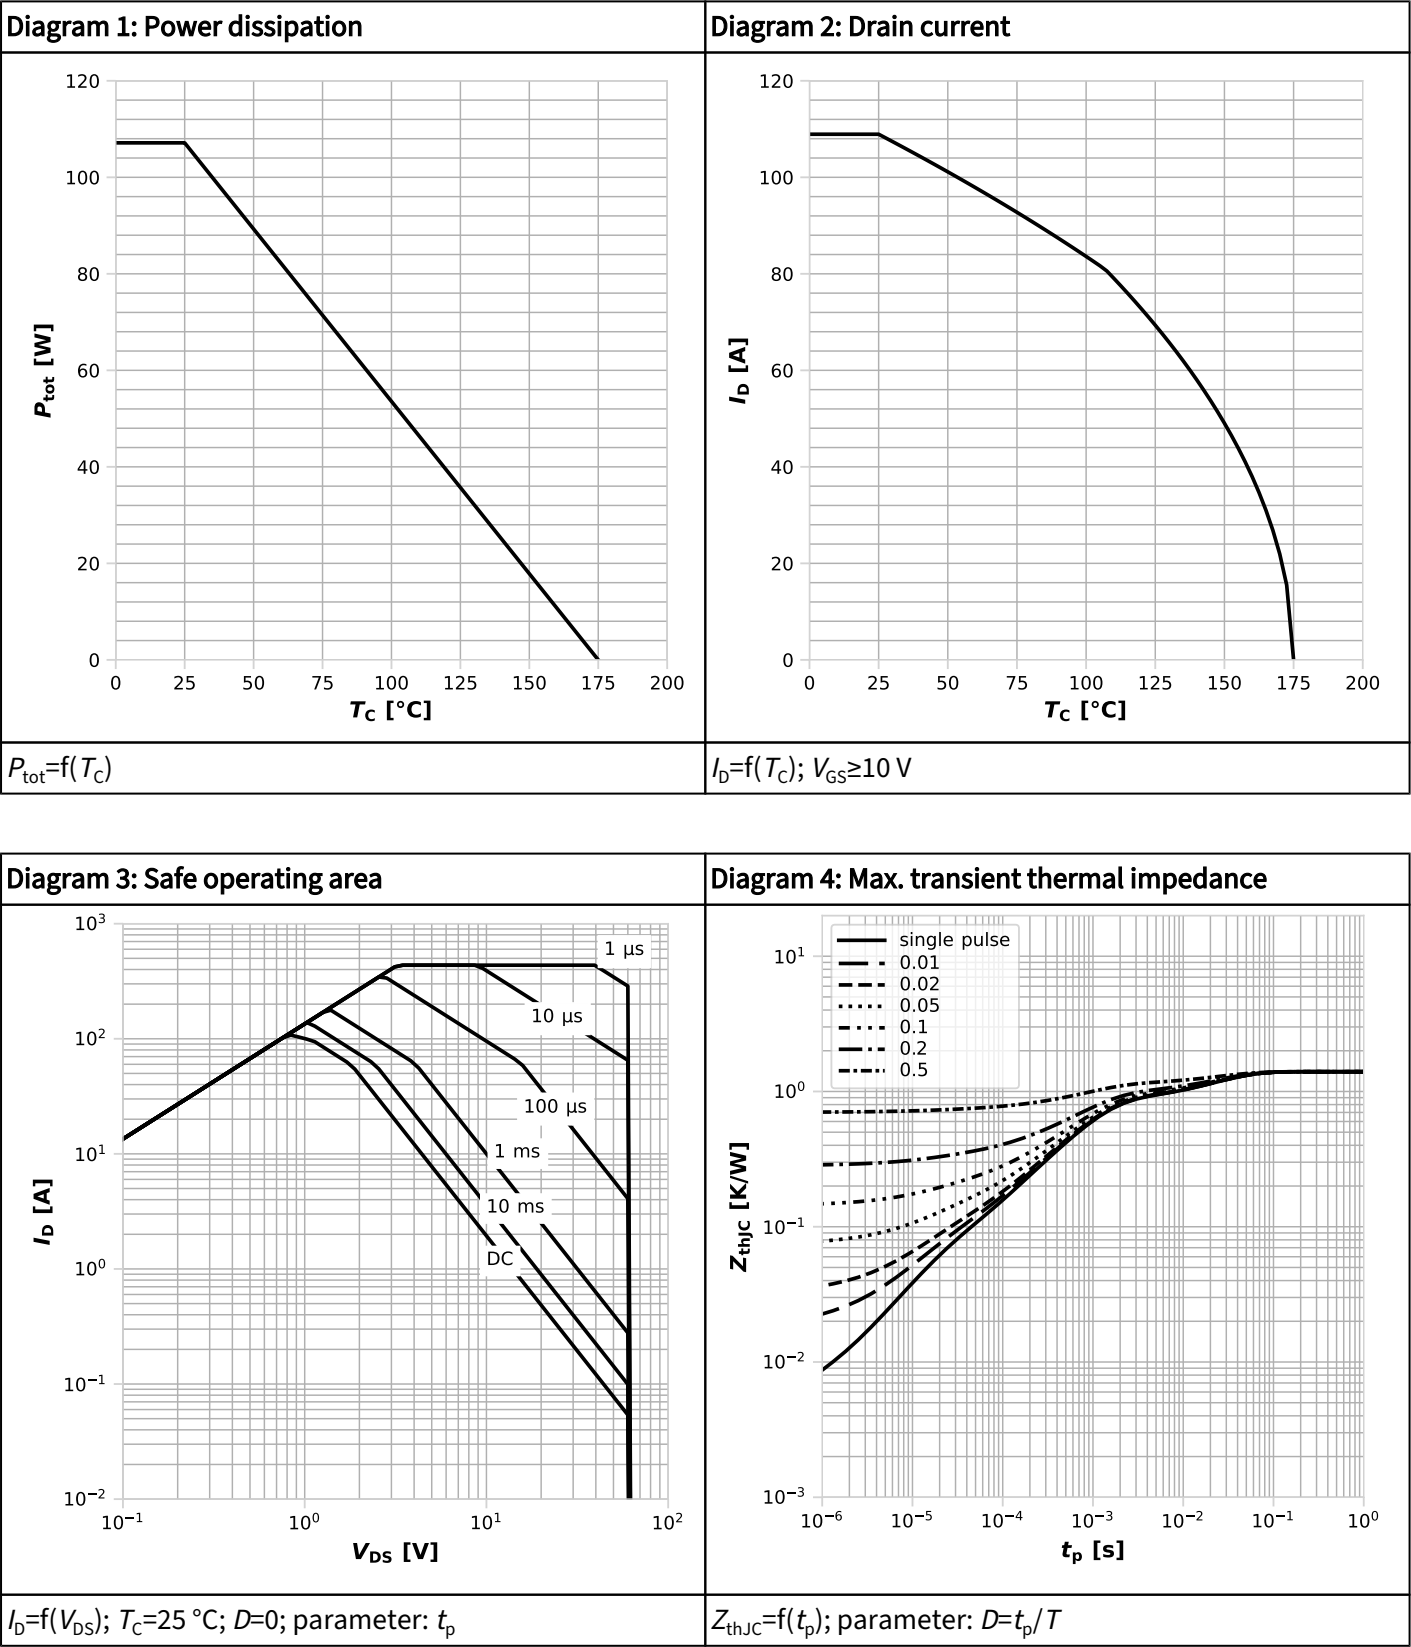 Diagram 1: Power dissipation
120
100
80
60
40
20
0
0 25 50 75 100 125 150 175 200
Ptot [W]
TC [°C]
Ptot=f(TC)
Diagram 2: Drain current
120
100
80
60
40
20
0
0 25 50 75 100 125 150 175 200
ID [A]
TC [°C]
ID=f(TC); VGS≥10 V
Diagram 3: Safe operating area
10³
10²
10¹
10⁰
10⁻¹
10⁻²
10⁻¹ 10⁰ 10¹ 10²
1 µs
10 µs
100 µs
1 ms
10 ms
DC
ID [A]
VDS [V]
ID=f(VDS); TC=25 °C; D=0; parameter: tp
Diagram 4: Max. transient thermal impedance
single pulse
0.01
0.02
0.05
0.1
0.2
0.5
10¹
10⁰
10⁻¹
10⁻²
10⁻³
10⁻⁶ 10⁻⁵ 10⁻⁴ 10⁻³ 10⁻² 10⁻¹ 10⁰
ZthJC [K/W]
tp [s]
ZthJC=f(tp); parameter: D=tp/T